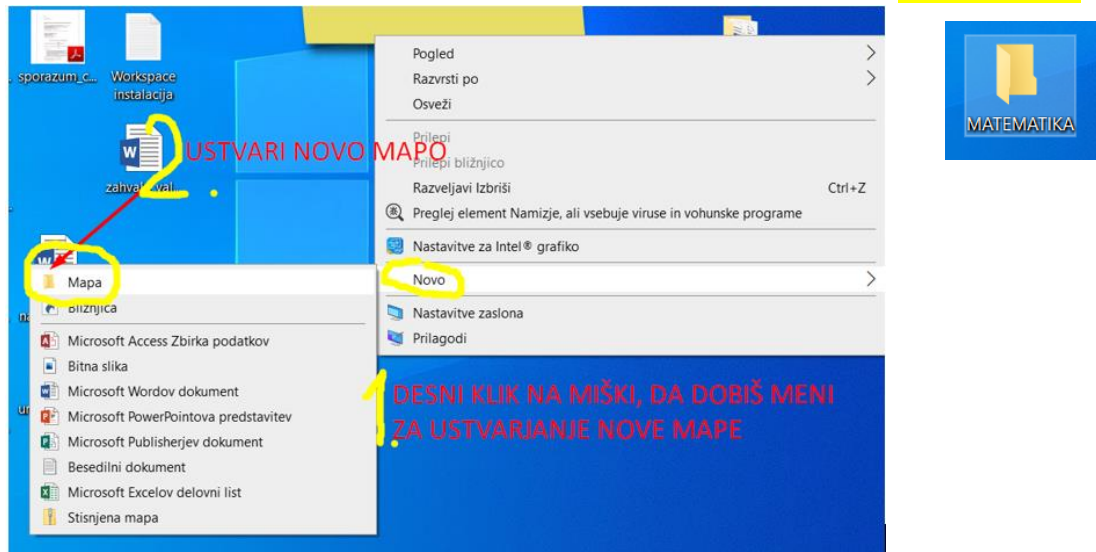 sporazum_c...
Workspace
instalacija
2.
USTVARI NOVO MAPO
Pogled
Razvrsti po
Osveži
Prilepi
Prilepi bližnjico
Razveljavi Izbriši Ctrl+Z
Preglej element Namizje, ali vsebuje viruse in vohunske programe
Nastavitve za Intel® grafiko
Novo
Nastavitve zaslona
Prilagodi
Mapa
Bližnjica
Microsoft Access Zbirka podatkov
Bitna slika
Microsoft Wordov dokument
Microsoft PowerPointova predstavitev
Microsoft Publisherjev dokument
Besedilni dokument
Microsoft Excelov delovni list
Stisnjena mapa
1.
DESNI KLIK NA MIŠKI, DA DOBIŠ MENI
ZA USTVARJANJE NOVE MAPE
MATEMATIKA